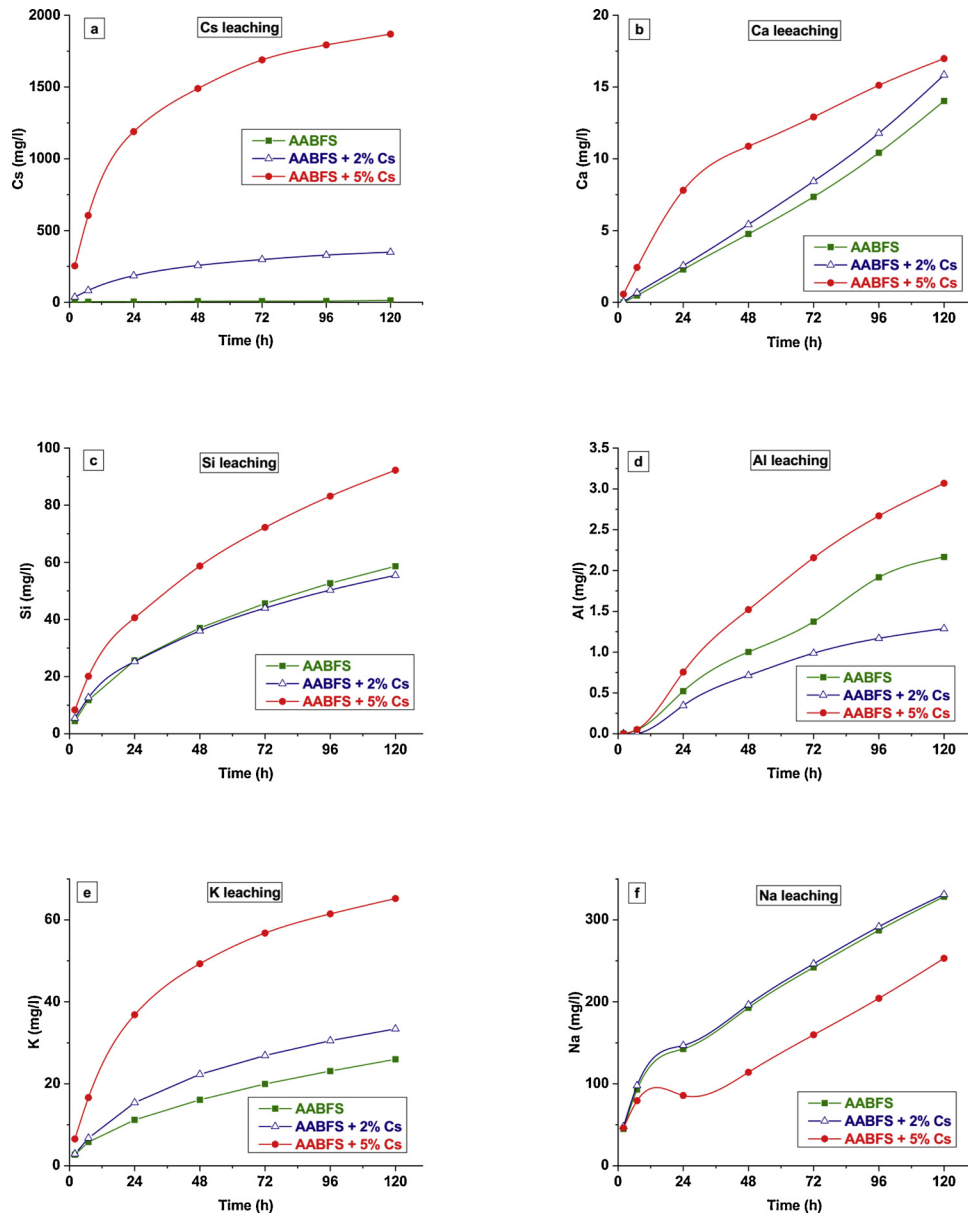 a
Cs leaching
2000
1500
1000
500
0
Cs (mg/l)
AABFS
AABFS + 2% Cs
AABFS + 5% Cs
0 24 48 72 96 120
Time (h)
b
Ca leeaching
20
15
10
5
0
Ca (mg/l)
AABFS
AABFS + 2% Cs
AABFS + 5% Cs
0 24 48 72 96 120
Time (h)
c
Si leaching
100
80
60
40
20
0
Si (mg/l)
AABFS
AABFS + 2% Cs
AABFS + 5% Cs
0 24 48 72 96 120
Time (h)
d
Al leaching
3.5
3.0
2.5
2.0
1.5
1.0
0.5
0.0
Al (mg/l)
AABFS
AABFS + 2% Cs
AABFS + 5% Cs
0 24 48 72 96 120
Time (h)
e
K leaching
60
40
20
0
K (mg/l)
AABFS
AABFS + 2% Cs
AABFS + 5% Cs
0 24 48 72 96 120
Time (h)
f
Na leaching
300
200
100
0
Na (mg/l)
AABFS
AABFS + 2% Cs
AABFS + 5% Cs
0 24 48 72 96 120
Time (h)